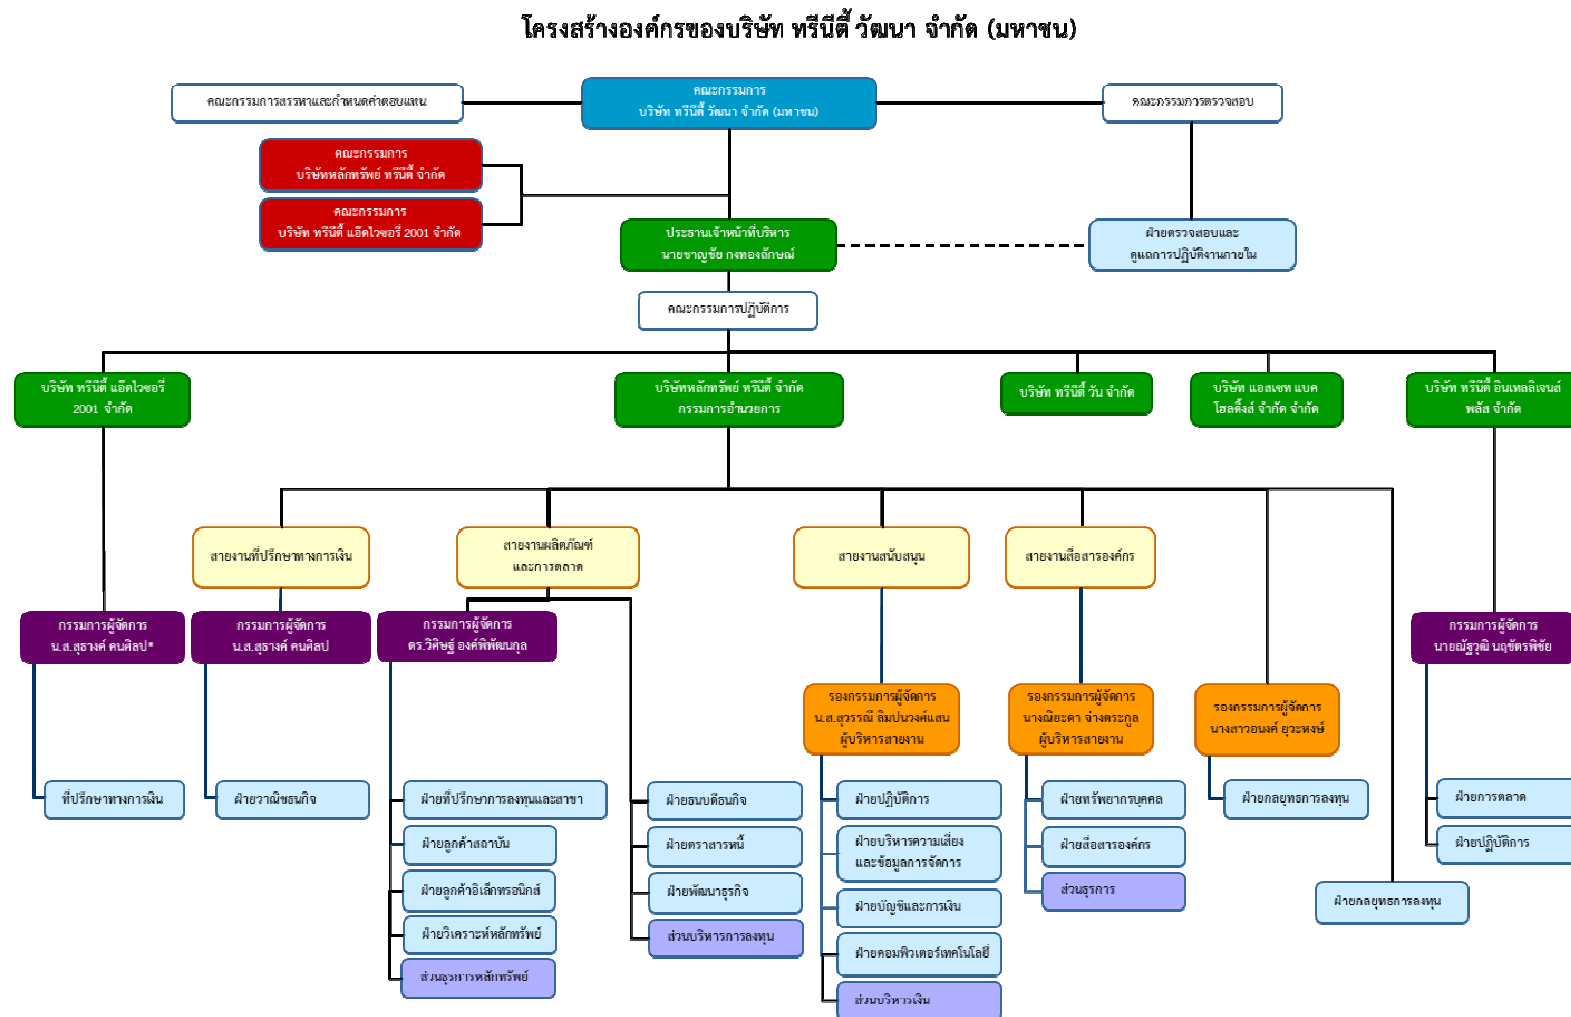 โครงสร้างองค์กรของบริษัท ทรีนีตี้ วัฒนา จำกัด (มหาชน)
คณะกรรมการสรรหาและกำหนดค่าตอบแทน
คณะกรรมการ
บริษัท ทรีนีตี้ วัฒนา จำกัด (มหาชน)
คณะกรรมการตรวจสอบ
คณะกรรมการ
บริษัทหลักทรัพย์ ทรีนีตี้ จำกัด
คณะกรรมการ
บริษัท ทรีนีตี้ แอ๊ดไวซอรี่ 2001 จำกัด
ประธานเจ้าหน้าที่บริหาร
นายชาญชัย กงทองลักษณ์
ฝ่ายตรวจสอบและ
ดูแลการปฏิบัติงานภายใน
คณะกรรมการปฏิบัติการ
บริษัท ทรีนีตี้ แอ๊ดไวซอรี่
2001 จำกัด
บริษัทหลักทรัพย์ ทรีนีตี้ จำกัด
กรรมการอำนวยการ
บริษัท ทรีนีตี้ วัน จำกัด
บริษัท แอสเซท แบค
โฮลดิ้งส์ จำกัด จำกัด
บริษัท ทรีนีตี้ อินเทลลิเจนส์
พลัส จำกัด
สายงานที่ปรึกษาทางการเงิน
สายงานผลิตภัณฑ์
และการตลาด
สายงานสนับสนุน
สายงานสื่อสารองค์กร
กรรมการผู้จัดการ
น.ส.สุธางค์ คนศิลป*
กรรมการผู้จัดการ
น.ส.สุธางค์ คนศิลป
กรรมการผู้จัดการ
ดร.วิศิษฐ์ องค์พิพัฒนกุล
กรรมการผู้จัดการ
นายณัฐวุฒิ นฤชัตรพิชัย
รองกรรมการผู้จัดการ
น.ส.สุวรรณี ลิมปนวงศ์แสน
ผู้บริหารสายงาน
รองกรรมการผู้จัดการ
นางณิยะดา จ่างตระกูล
ผู้บริหารสายงาน
รองกรรมการผู้จัดการ
นางสาวอนงค์ ยุวะหงษ์
ที่ปรึกษาทางการเงิน
ฝ่ายวาณิชธนกิจ
ฝ่ายที่ปรึกษาการลงทุนและสาขา
ฝ่ายลูกค้าสถาบัน
ฝ่ายลูกค้าอิเล็กทรอนิกส์
ฝ่ายวิเคราะห์หลักทรัพย์
ส่วนธุรการหลักทรัพย์
ฝ่ายธนบดีธนกิจ
ฝ่ายตราสารหนี้
ฝ่ายพัฒนาธุรกิจ
ส่วนบริหารการลงทุน
ฝ่ายปฏิบัติการ
ฝ่ายบริหารความเสี่ยง
และข้อมูลการจัดการ
ฝ่ายบัญชีและการเงิน
ฝ่ายคอมพิวเตอร์เทคโนโลยี
ส่วนบริหารเงิน
ฝ่ายทรัพยากรบุคคล
ฝ่ายสื่อสารองค์กร
ส่วนธุรการ
ฝ่ายกลยุทธการลงทุน
ฝ่ายกลยุทธการลงทุน
ฝ่ายการตลาด
ฝ่ายปฏิบัติการ